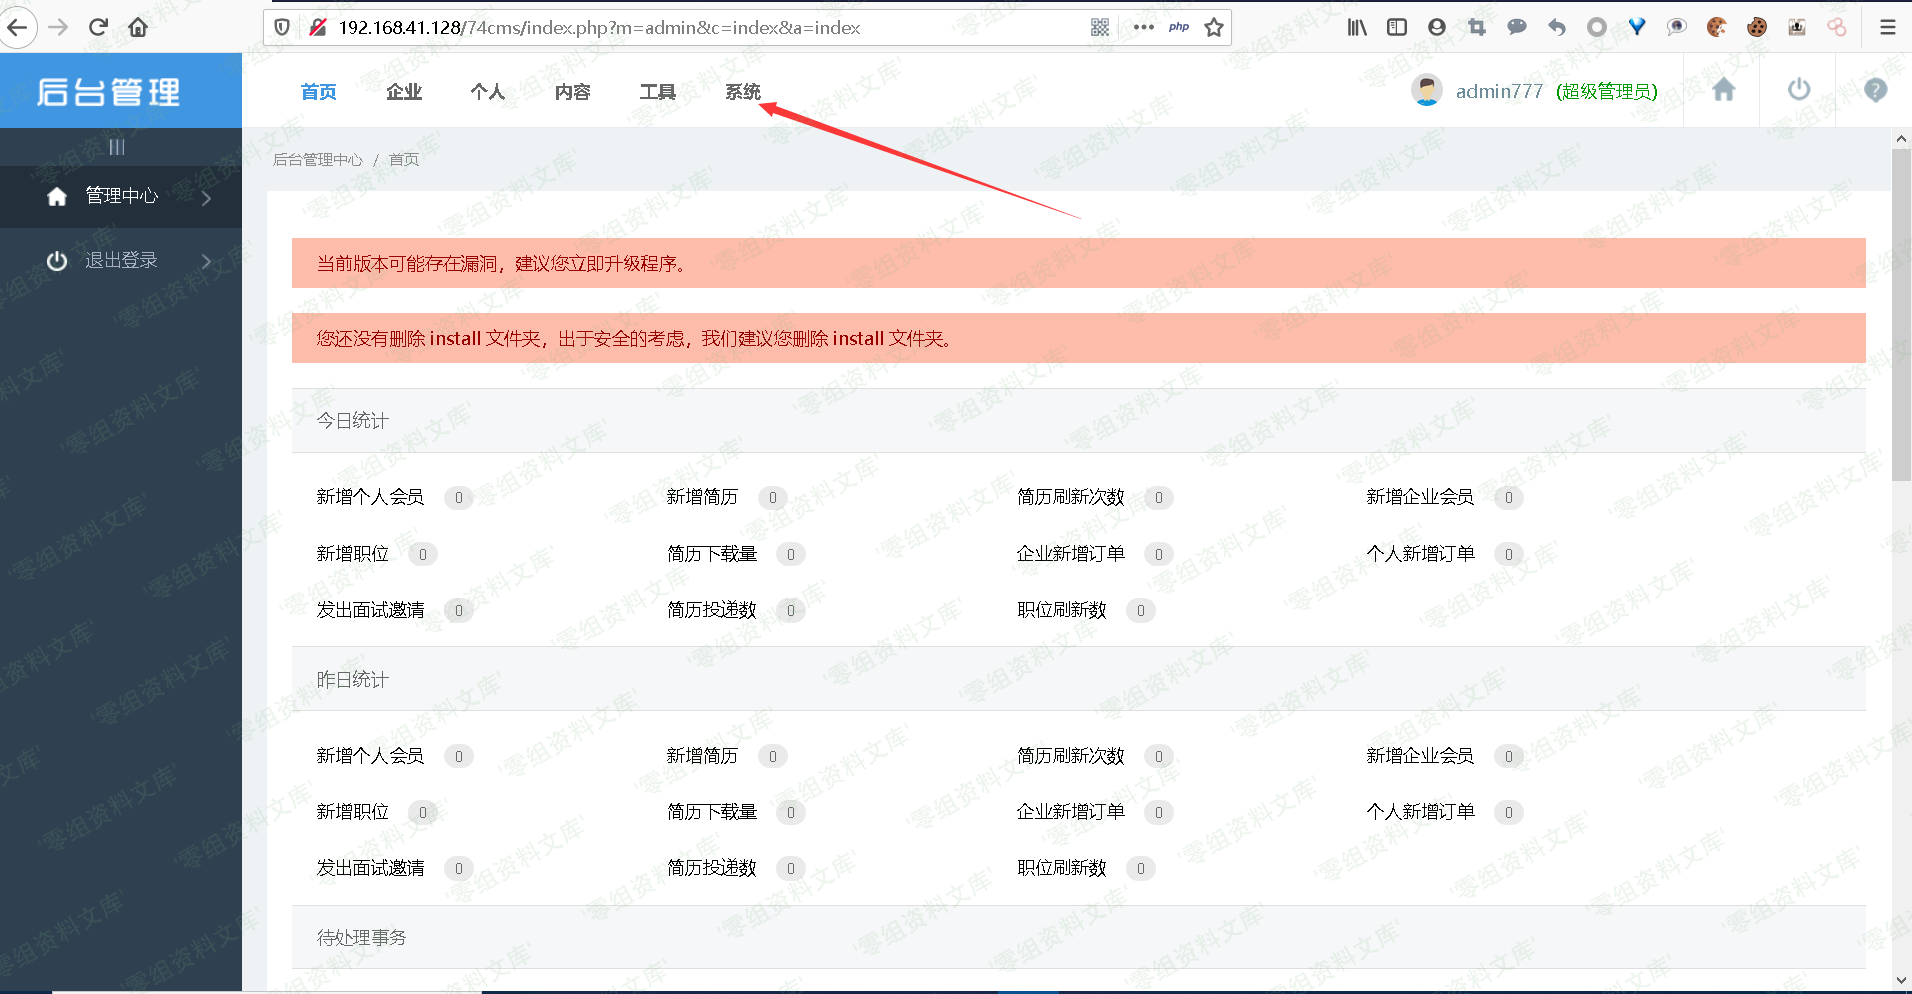 192.168.41.128/74cms/index.php?m=admin&c=index&a=index
php
后台管理
首页 企业 个人 内容 工具 系统
admin777 (超级管理员)
管理中心
退出登录
后台管理中心 / 首页
当前版本可能存在漏洞，建议您立即升级程序。
您还没有删除 install 文件夹，出于安全的考虑，我们建议您删除 install 文件夹。
今日统计
新增个人会员 0 新增简历 0 简历刷新次数 0 新增企业会员 0
新增职位 0 简历下载量 0 企业新增订单 0 个人新增订单 0
发出面试邀请 0 简历投递数 0 职位刷新数 0
昨日统计
新增个人会员 0 新增简历 0 简历刷新次数 0 新增企业会员 0
新增职位 0 简历下载量 0 企业新增订单 0 个人新增订单 0
发出面试邀请 0 简历投递数 0 职位刷新数 0
待处理事务
零组资料文库